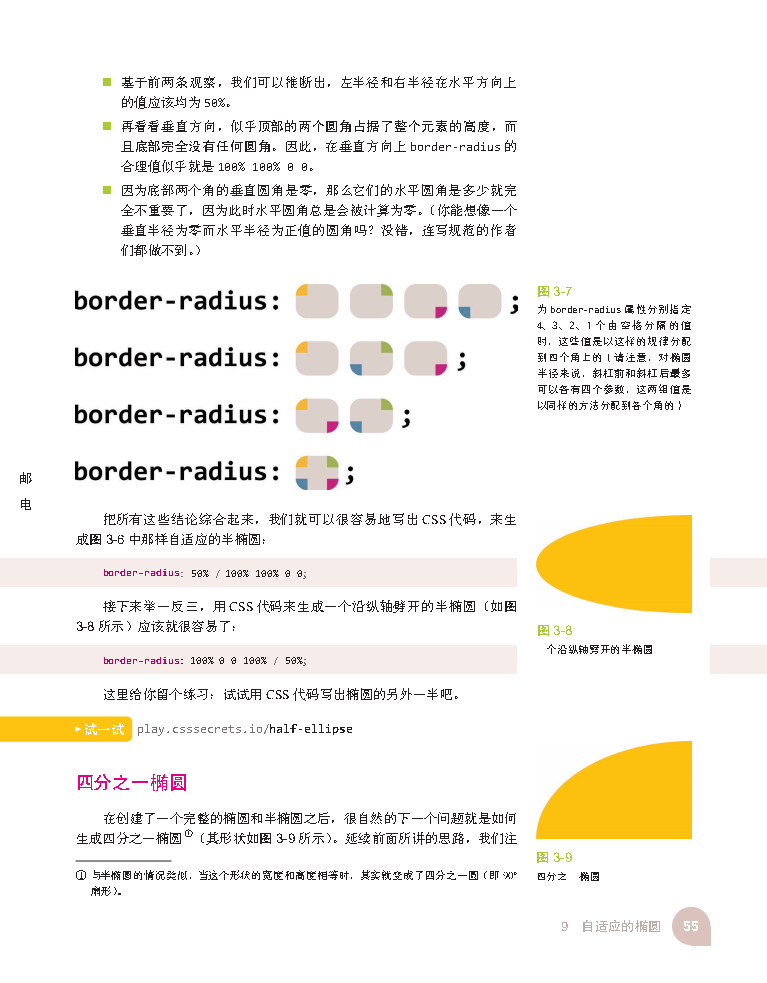 基于前两条观察，我们可以推断出，左半径和右半径在水平方向上
的值应该均为 50%。
再看看垂直方向，似乎顶部的两个圆角占据了整个元素的高度，而
且底部完全没有任何圆角。因此，在垂直方向上 border-radius 的
合理值似乎就是 100% 100% 0 0。
因为底部两个角的垂直圆角是零，那么它们的水平圆角是多少就完
全不重要了，因为此时水平圆角总是会被计算为零。（你能想像一个
垂直半径为零而水平半径为正值的圆角吗？没错，连写规范的作者
们都做不到。）
border-radius: ;
border-radius: ;
border-radius: ;
border-radius: ;
图 3-7
为 border-radius 属性分别指定
4、3、2、1 个由空格分隔的值
时，这些值是以这样的规律分配
到四个角上的（请注意，对椭圆
半径来说，斜杠前和斜杠后最多
可以各有四个参数，这两组值是
以同样的方法分配到各个角的）
邮
电
把所有这些结论综合起来，我们就可以很容易地写出 CSS 代码，来生
成图 3-6 中那样自适应的半椭圆：
border-radius: 50% / 100% 100% 0 0;
接下来举一反三，用 CSS 代码来生成一个沿纵轴劈开的半椭圆（如图
3-8 所示）应该就很容易了：
border-radius: 100% 0 0 100% / 50%;
图 3-8
个沿纵轴劈开的半椭圆
这里给你留个练习：试试用 CSS 代码写出椭圆的另外一半吧。
▶ 试一试 play.csssecrets.io/half-ellipse
四分之一椭圆
在创建了一个完整的椭圆和半椭圆之后，很自然的下一个问题就是如何
生成四分之一椭圆①（其形状如图 3-9 所示）。延续前面所讲的思路，我们注
图 3-9
四分之 椭圆
① 与半椭圆的情况类似，当这个形状的宽度和高度相等时，其实就变成了四分之一圆（即 90°
扇形）。
9 自适应的椭圆 55